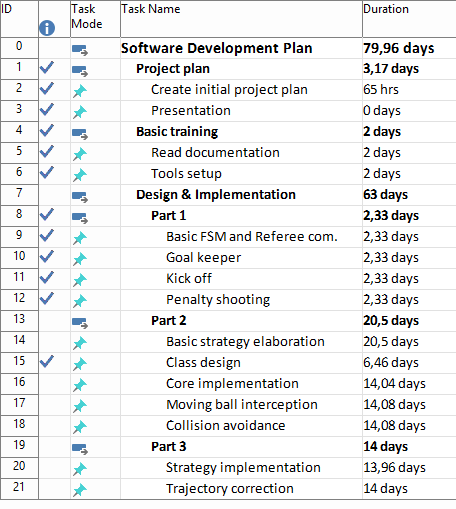 ID Task Mode Task Name Duration
0 Software Development Plan 79,96 days
1 Project plan 3,17 days
2 Create initial project plan 65 hrs
3 Presentation 0 days
4 Basic training 2 days
5 Read documentation 2 days
6 Tools setup 2 days
7 Design & Implementation 63 days
8 Part 1 2,33 days
9 Basic FSM and Referee com. 2,33 days
10 Goal keeper 2,33 days
11 Kick off 2,33 days
12 Penalty shooting 2,33 days
13 Part 2 20,5 days
14 Basic strategy elaboration 20,5 days
15 Class design 6,46 days
16 Core implementation 14,04 days
17 Moving ball interception 14,08 days
18 Collision avoidance 14,08 days
19 Part 3 14 days
20 Strategy implementation 13,96 days
21 Trajectory correction 14 days